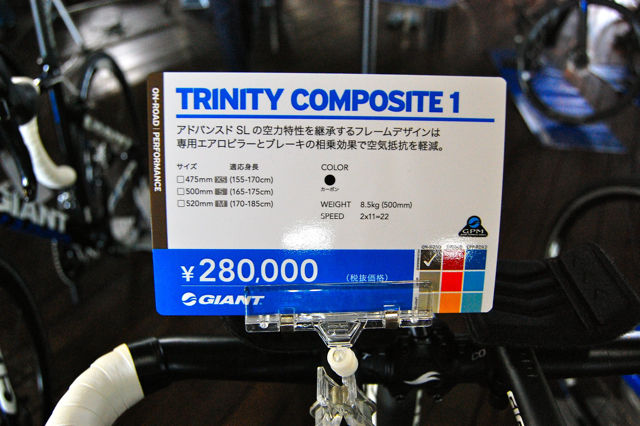 ON-ROAD | PERFORMANCE
TRINITY COMPOSITE 1
アドバンスド SL の空力特性を継承するフレームデザインは
専用エアロピラーとブレーキの相乗効果で空気抵抗を軽減。
サイズ 適応身長
□475mm XS (155-170cm)
□500mm S (165-175cm)
□520mm M (170-185cm)
COLOR
カーボン
WEIGHT 8.5kg (500mm)
SPEED 2x11=22
GPM
ON-ROAD
¥280,000 (税抜価格)
GIANT
GIANT